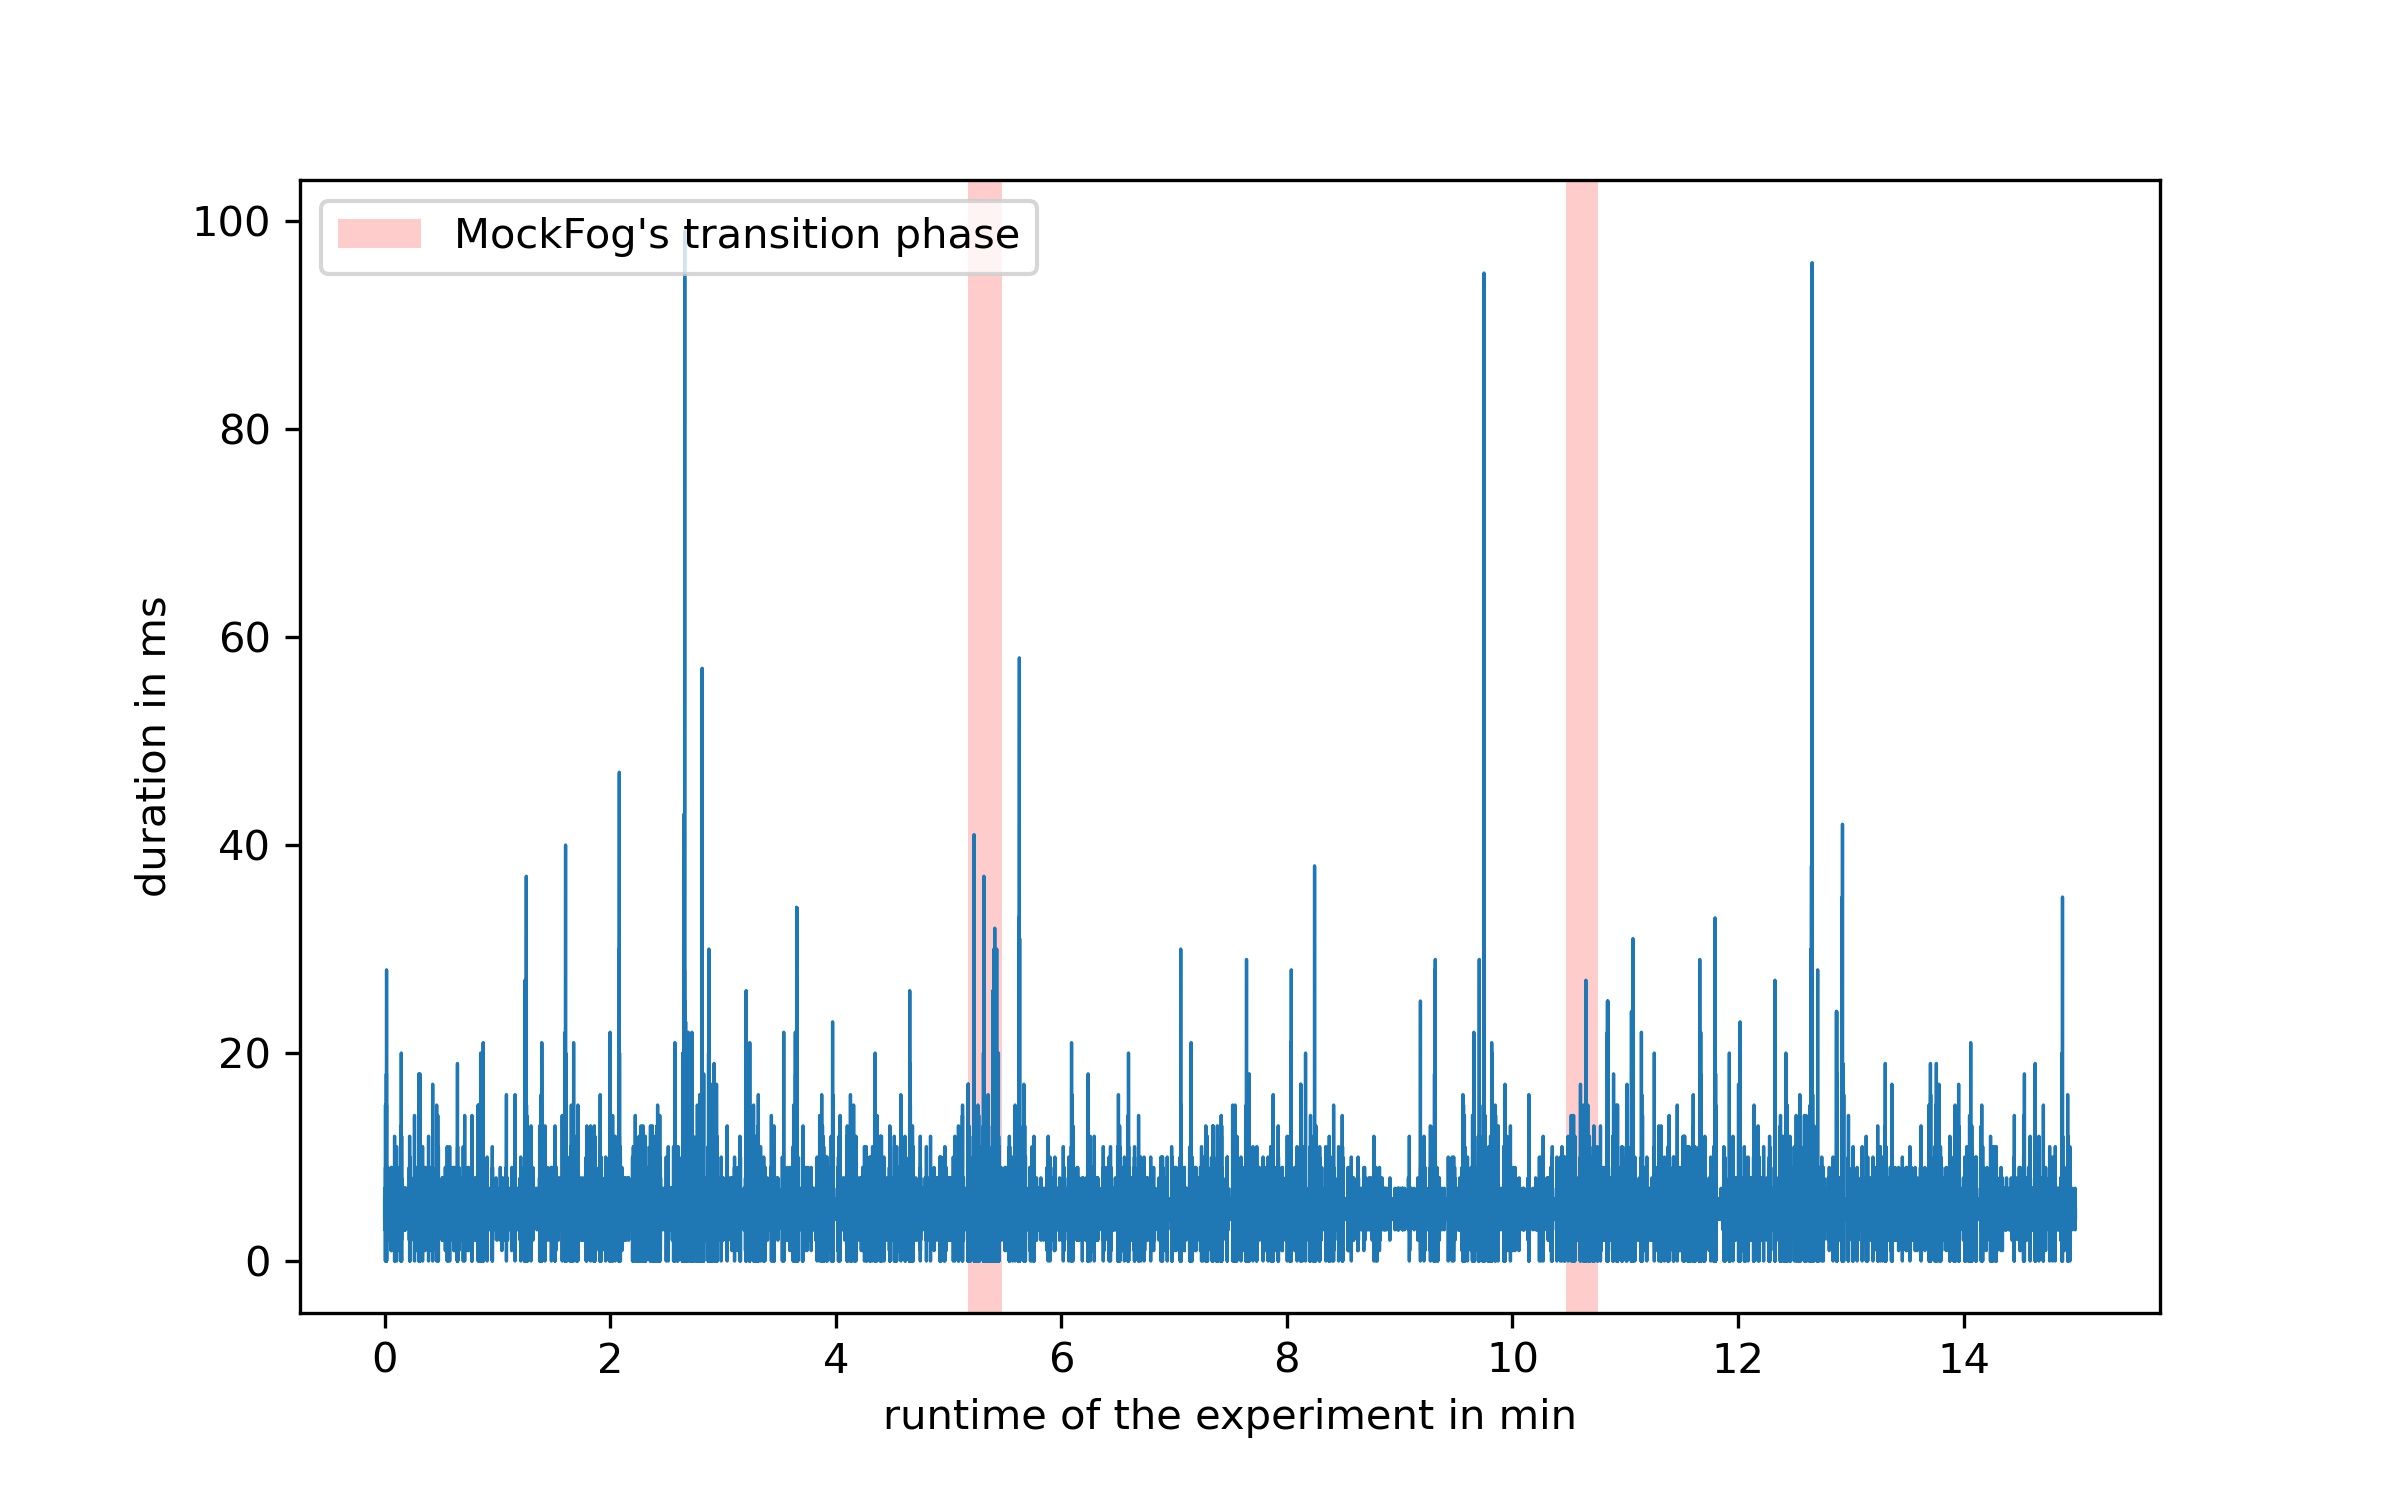 MockFog's transition phase
100
80
60
40
20
0
duration in ms
0 2 4 6 8 10 12 14
runtime of the experiment in min